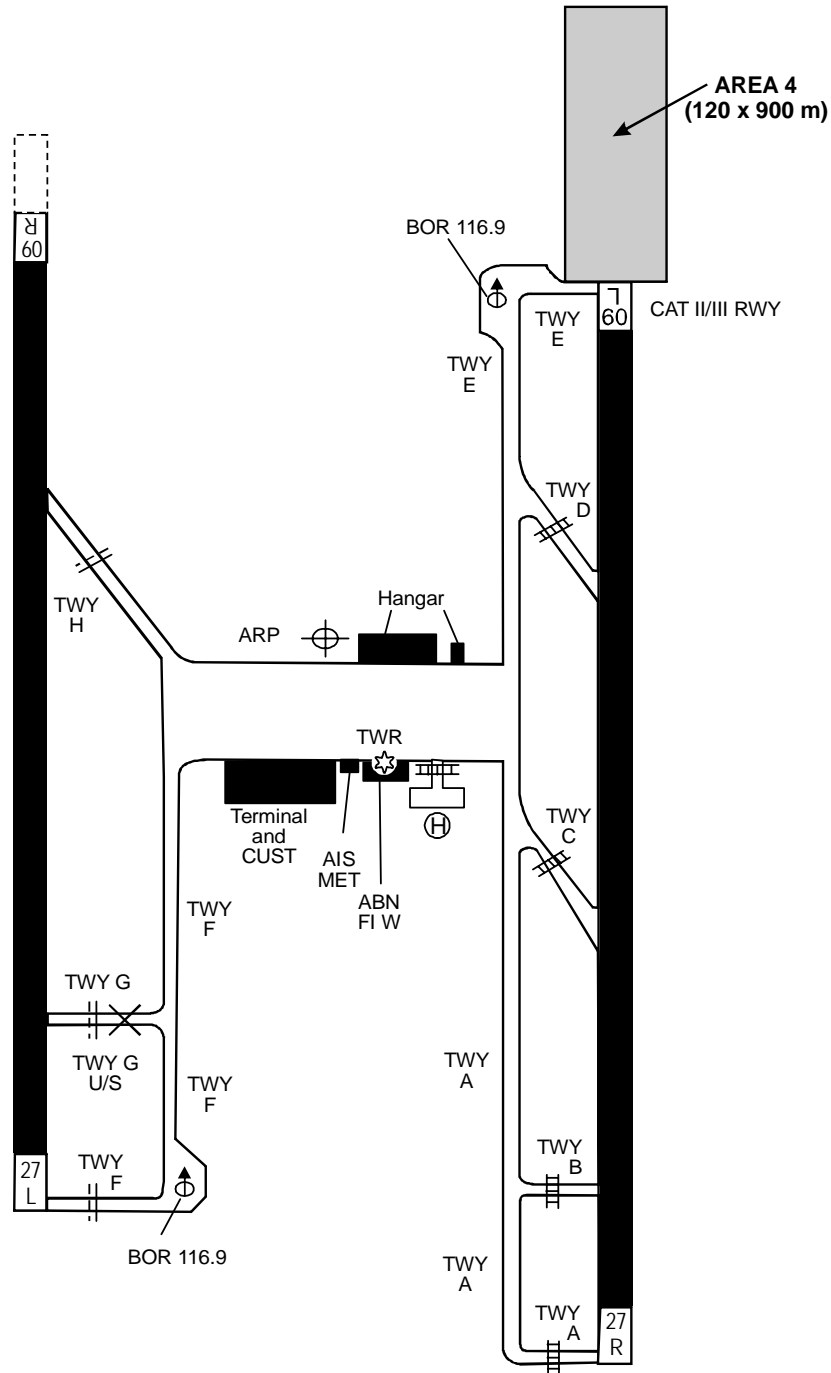 AREA 4
(120 x 900 m)
BOR 116.9
09
R
L
09
CAT II/III RWY
TWY
E
TWY
E
TWY
D
TWY
H
ARP
Hangar
TWR
H
Terminal
and
CUST
AIS
MET
ABN
FI W
TWY
C
TWY
F
TWY G
TWY G
U/S
TWY
F
TWY
A
TWY
B
27
L
TWY
F
BOR 116.9
TWY
A
TWY
A
27
R